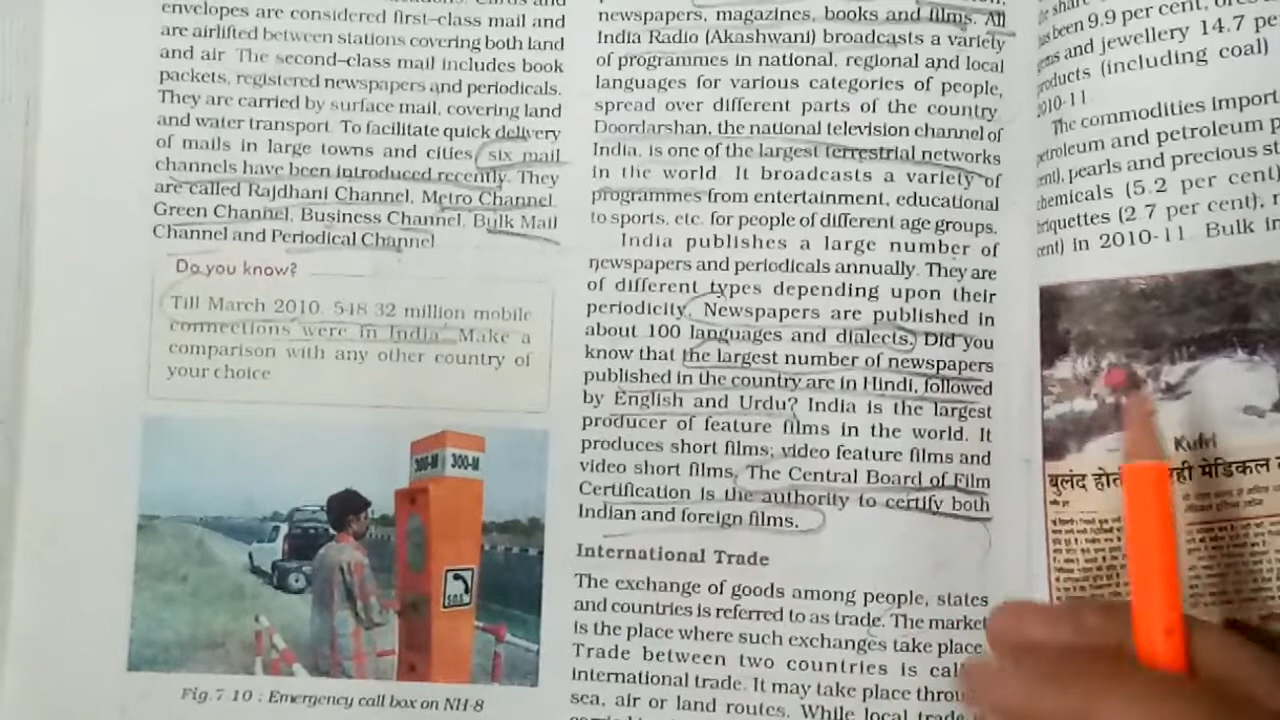 envelopes are considered first-class mail and
are airlifted between stations covering both land
and air The second-class mail includes book
packets, registered newspapers and periodicals.
They are carried by surface mail, covering land
and water transport To facilitate quick delivery
of mails in large towns and cities, six mail
channels have been introduced recently. They
are called Rajdhani Channel, Metro Channel,
Green Channel, Business Channel, Bulk Mail
Channel and Periodical Channel
Do you know?
Till March 2010, 548 32 million mobile
connections were in India. Make a
comparison with any other country of
your choice
300-M
300-M
SOS
Fig.7 10 : Emergency call box on NH-8
newspapers, magazines, books and films. All
India Radio (Akashwani) broadcasts a variety
of programmes in national, regional and local
languages for various categories of people,
spread over different parts of the country
Doordarshan, the national television channel of
India, is one of the largest terrestrial networks
in the world It broadcasts a variety of
programmes from entertainment, educational
to sports, etc. for people of different age groups.
India publishes a large number of
newspapers and periodicals annually. They are
of different types depending upon their
periodicity. Newspapers are published in
about 100 languages and dialects. Did you
know that the largest number of newspapers
published in the country are in Hindi, followed
by English and Urdu? India is the largest
producer of feature films in the world. It
produces short films; video feature films and
video short films. The Central Board of Film
Certification is the authority to certify both
Indian and foreign films.
International Trade
The exchange of goods among people, states
and countries is referred to as trade. The market
is the place where such exchanges take place
Trade between two countries is
international trade. It may take place
sea, air or land routes. While local trade
share
been 9.9 per cent,
and jewellery 14.7
(including coal)
2010-11
The commodities
petroleum and petroleum
pearls and precious
chemicals (5.2 per cent)
(2 7 per cent),
in 2010-11 Bulk
Kufri
बुलंद
ही मेडिकल